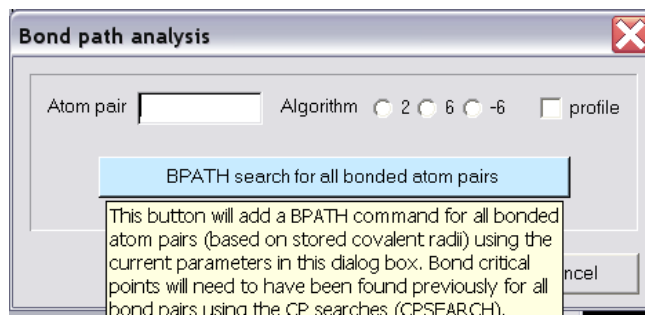 Bond path analysis
Atom pair Algorithm 2 6 -6 profile
BPATH search for all bonded atom pairs
This button will add a BPATH command for all bonded
atom pairs (based on stored covalent radii) using the
current parameters in this dialog box. Bond critical
points will need to have been found previously for all
ncel
bond pairs using the CP searches (CPSEARCH).